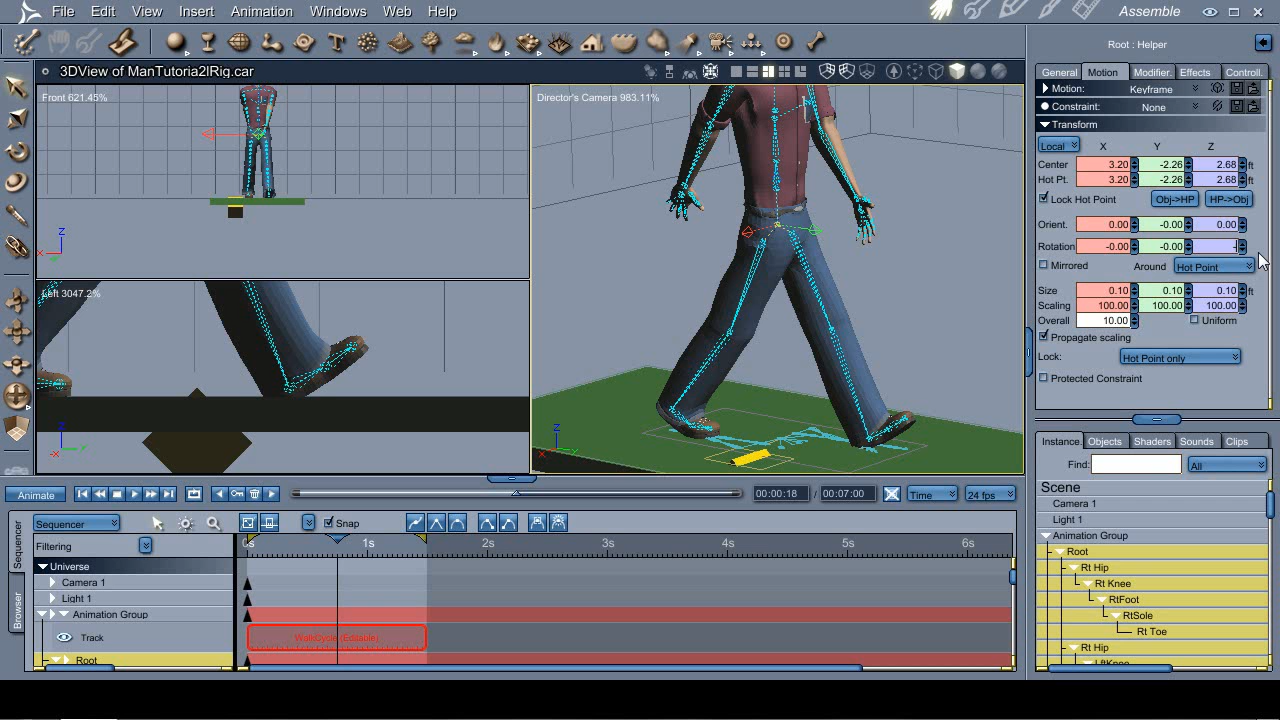 File Edit View Insert Animation Windows Web Help Assemble
3DView of ManTutoria2lRig.car
Root : Helper
Front 621.45%
Director's Camera 983.11%
Left 3047.2%
General Motion Modifier. Effects Controll.
Motion: Keyframe
Constraint: None
Transform
Local X Y Z
Center 3.20 -2.26 2.68 ft
Hot Pt. 3.20 -2.26 2.68 ft
Lock Hot Point Obj->HP HP->Obj
Orient. 0.00 -0.00 0.00
Rotation -0.00 -0.00 -
Mirrored Around Hot Point
Size 0.10 0.10 0.10 ft
Scaling 100.00 100.00 100.00
Overall 10.00 Uniform
Propagate scaling
Lock: Hot Point only
Protected Constraint
Instance. Objects Shaders Sounds Clips
Find: All
Scene
Camera 1
Light 1
Animation Group
Root
Rt Hip
Rt Knee
RtFoot
RtSole
Rt Toe
Rt Hip
LftKnee
Animate 00:00:18 / 00:07:00 Time 24 fps
Sequencer
Browser
Sequencer Snap
Filtering 0s 1s 2s 3s 4s 5s 6s
Universe
Camera 1
Light 1
Animation Group
Track WalkCycle (Editable)
Root